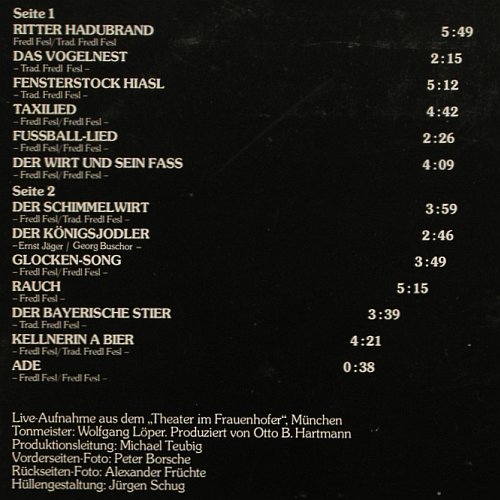 Seite 1
RITTER HADUBRAND 5:49
Fredl Fesl/Trad. Fredl Fesl
DAS VOGELNEST 2:15
– Trad. Fredl Fesl –
FENSTERSTOCK HIASL 5:12
– Trad. Fredl Fesl –
TAXILIED 4:42
– Fredl Fesl/Fredl Fesl –
FUSSBALL-LIED 2:26
– Fredl Fesl/Fredl Fesl –
DER WIRT UND SEIN FASS 4:09
– Fredl Fesl/Fredl Fesl –
Seite 2
DER SCHIMMELWIRT 3:59
– Fredl Fesl/Trad. Fredl Fesl –
DER KÖNIGSJODLER 2:46
– Ernst Jäger / Georg Buschor –
GLOCKEN-SONG 3:49
– Fredl Fesl/Fredl Fesl –
RAUCH 5:15
– Fredl Fesl –
DER BAYERISCHE STIER 3:39
– Trad. Fredl Fesl –
KELLNERIN A BIER 4:21
– Fredl Fesl/Trad. Fredl Fesl –
ADE 0:38
– Fredl Fesl/Fredl Fesl –
Live-Aufnahme aus dem „Theater im Frauenhofer“, München
Tonmeister: Wolfgang Löper. Produziert von Otto B. Hartmann
Produktionsleitung: Michael Teubig
Vorderseiten-Foto: Peter Borsche
Rückseiten-Foto: Alexander Früchte
Hüllengestaltung: Jürgen Schug